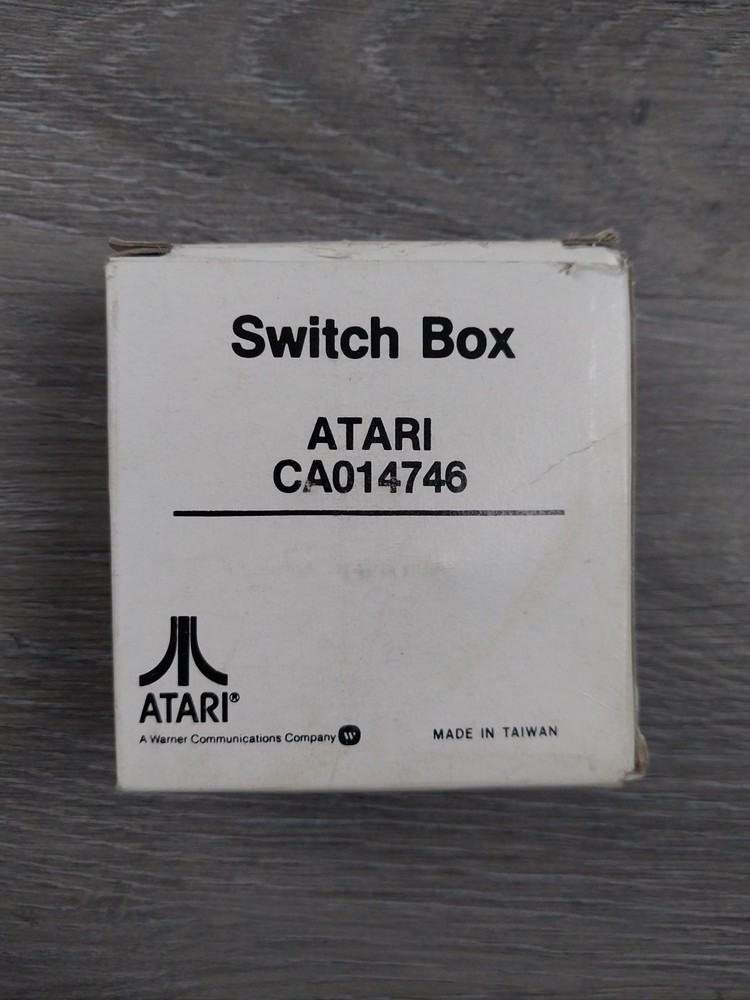 Switch Box
ATARI
CA014746
ATARI®
A Warner Communications Company W
MADE IN TAIWAN